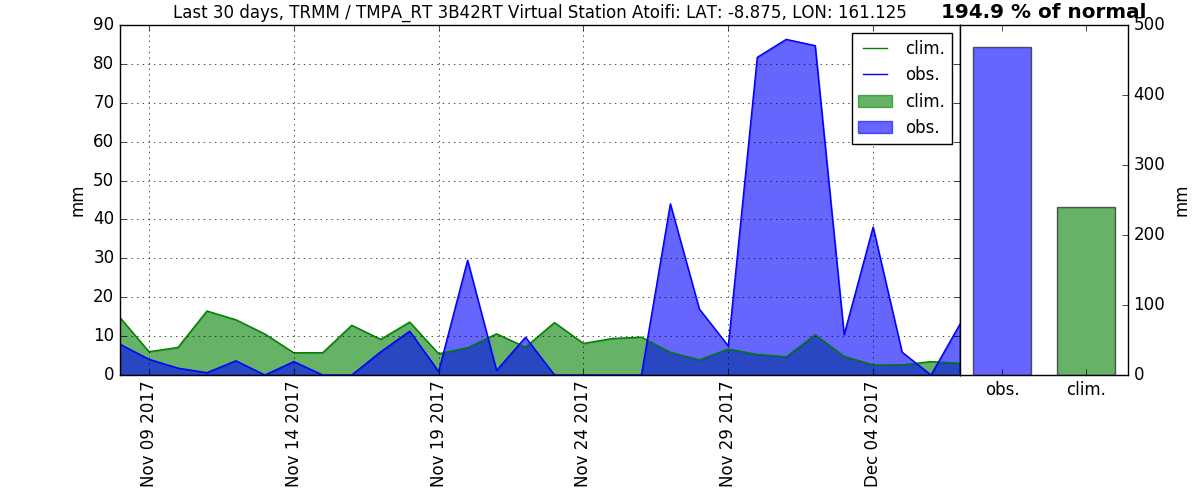 Last 30 days, TRMM / TMPA_RT 3B42RT Virtual Station Atoifi: LAT: -8.875, LON: 161.125
194.9 % of normal
90
80
70
60
50
40
30
20
10
0
mm
clim.
obs.
clim.
obs.
Nov 09 2017
Nov 14 2017
Nov 19 2017
Nov 24 2017
Nov 29 2017
Dec 04 2017
500
400
300
200
100
0
mm
obs.
clim.